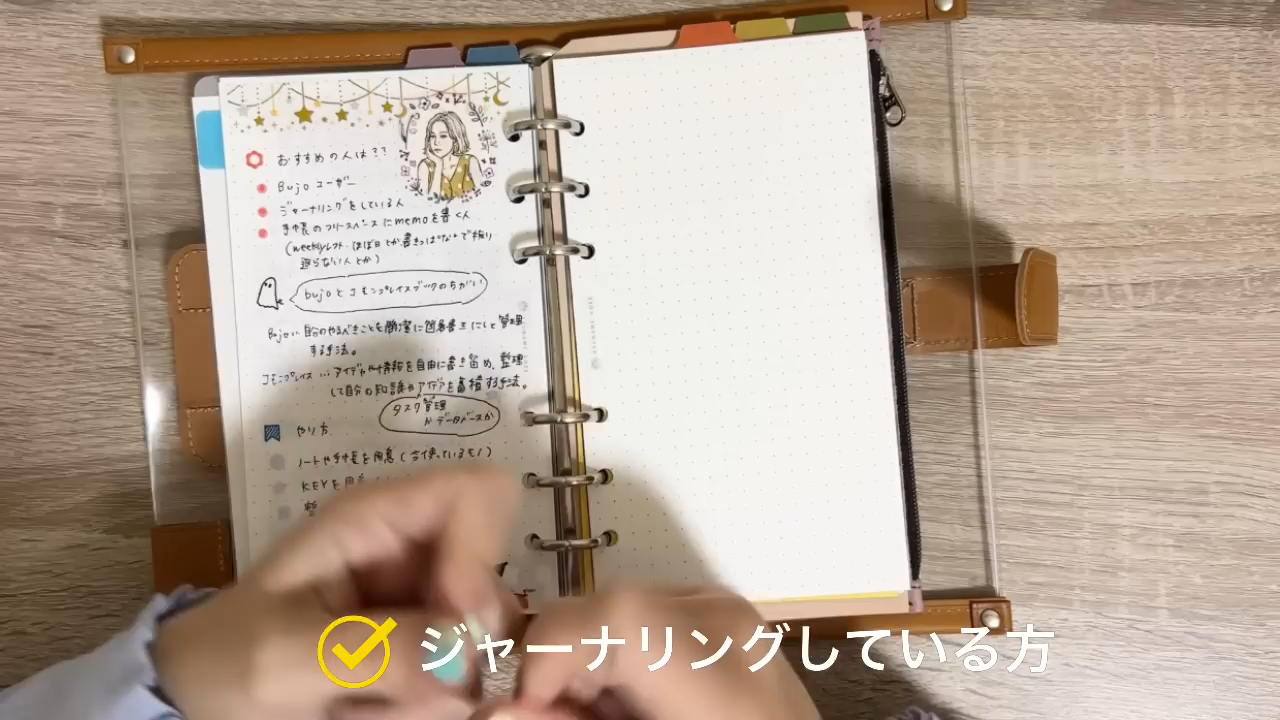 おすすめの人は??
Bujoユーザー
ジャーナリングをしている人
手帳のフリースペースにmemoを書く人
(weeklyレフト、ほぼ日とか書きっぱなしで振り
返らない人とか)
bujoとコモンプレイスブックのちがい
Bujo… 自分のやるべきことを簡潔に箇条書きにして管理
する手法。
コモンプレイス… アイデアや情報を自由に書き留め、整理
して自分の知識やアイデアを蓄積する手法。
タスク管理
か データベースか
やり方
ノートや手帳を用意(今使っているモノ)
KEYを用意
整
ジャーナリングしている方